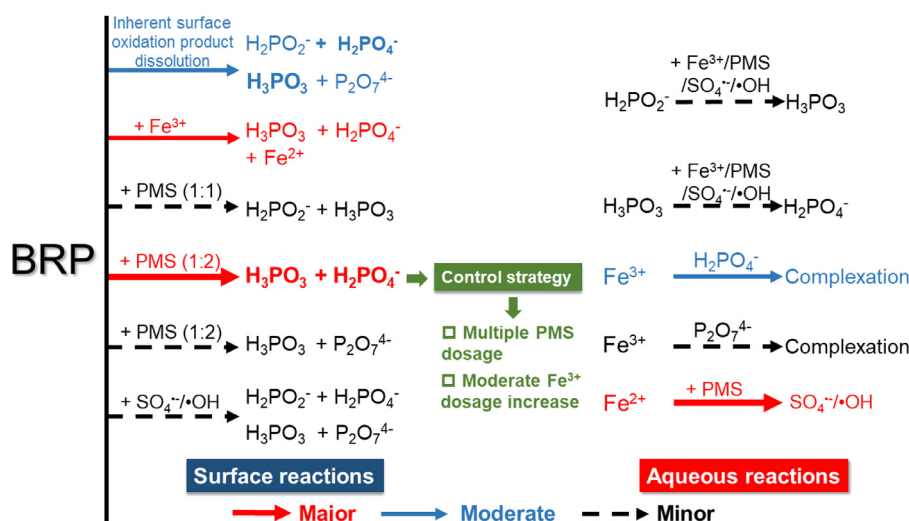 BRP
Inherent surface
oxidation product
dissolution
H₂PO₂⁻ + H₂PO₄⁻
H₃PO₃ + P₂O₇⁴⁻
+ Fe³⁺
H₃PO₃ + H₂PO₄⁻
+ Fe²⁺
+ PMS (1:1)
H₂PO₂⁻ + H₃PO₃
+ PMS (1:2)
H₃PO₃ + H₂PO₄⁻
+ PMS (1:2)
H₃PO₃ + P₂O₇⁴⁻
+ SO₄•⁻/•OH
H₂PO₂⁻ + H₂PO₄⁻
H₃PO₃ + P₂O₇⁴⁻
Surface reactions
Control strategy
Multiple PMS
dosage
Moderate Fe³⁺
dosage increase
+ Fe³⁺/PMS
/SO₄•⁻/•OH
H₂PO₂⁻ H₃PO₃
+ Fe³⁺/PMS
/SO₄•⁻/•OH
H₃PO₃ H₂PO₄⁻
H₂PO₄⁻
Fe³⁺ Complexation
P₂O₇⁴⁻
Fe³⁺ Complexation
+ PMS
Fe²⁺ SO₄•⁻/•OH
Aqueous reactions
Major Moderate Minor